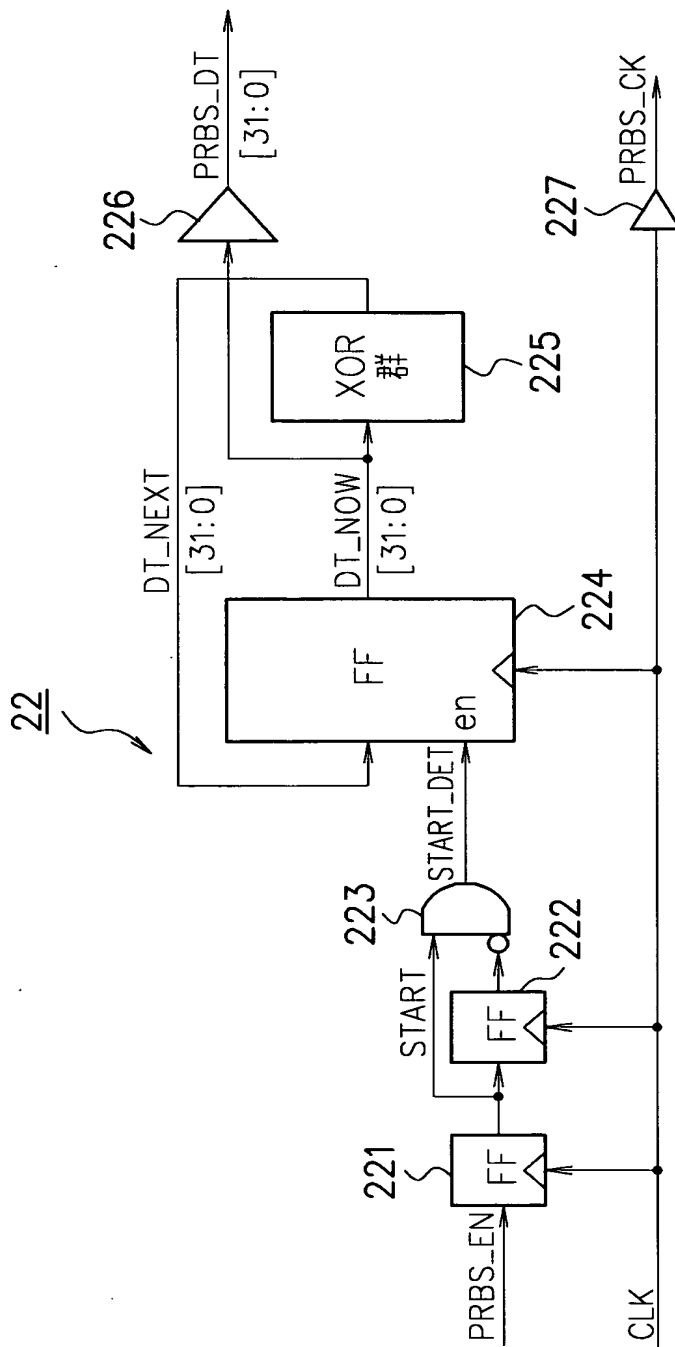 22
PRBS_EN
221
FF
START
222
FF
223
START_DET
DT_NEXT
[31:0]
FF
en
224
DT_NOW
[31:0]
XOR
群
225
226
PRBS_DT
[31:0]
CLK
227
PRBS_CK